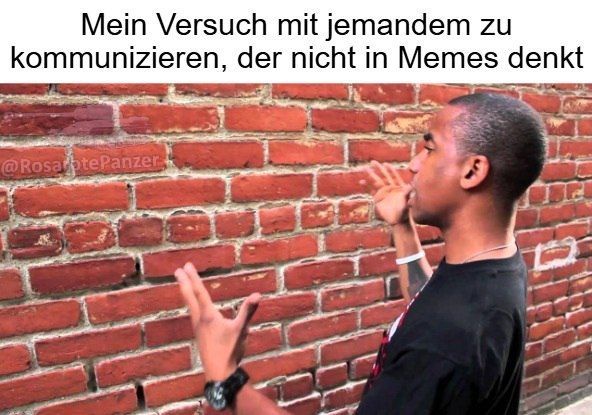 Mein Versuch mit jemandem zu
kommunizieren, der nicht in Memes denkt
@RosarotePanzer